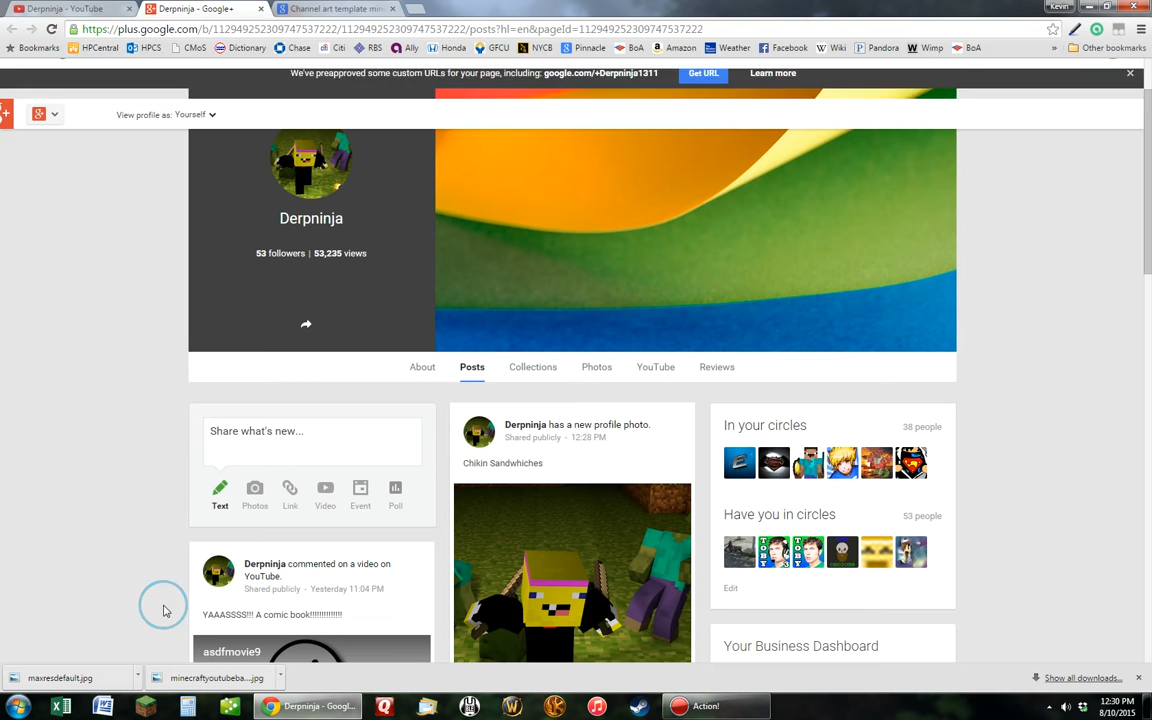 Derpninja - YouTube
Derpninja - Google+
Channel art template min
Kevin
https://plus.google.com/b/112949252309747537222/112949252309747537222/posts?hl=en&pageId=112949252309747537222
Bookmarks
HPCentral
HPCS
CMoS
Dictionary
Chase
Citi
RBS
Ally
Honda
GFCU
NYCB
Pinnacle
BoA
Amazon
Weather
Facebook
Wiki
Pandora
Wimp
BoA
»
Other bookmarks
We've preapproved some custom URLs for your page, including: google.com/+Derpninja1311
Get URL
Learn more
View profile as: Yourself
Derpninja
53 followers | 53,235 views
About
Posts
Collections
Photos
YouTube
Reviews
Share what's new...
Text
Photos
Link
Video
Event
Poll
Derpninja commented on a video on
YouTube.
Shared publicly - Yesterday 11:04 PM
YAAASSSS!!! A comic book!!!!!!!!!!!!!!!
asdfmovie9
Derpninja has a new profile photo.
Shared publicly - 12:28 PM
Chikin Sandwhiches
In your circles
38 people
Have you in circles
53 people
TOBY
TOBY
Edit
Your Business Dashboard
maxresdefault.jpg
minecraftyoutubeba....jpg
Show all downloads...
Derpninja - Googl...
Action!
12:30 PM
8/10/2015